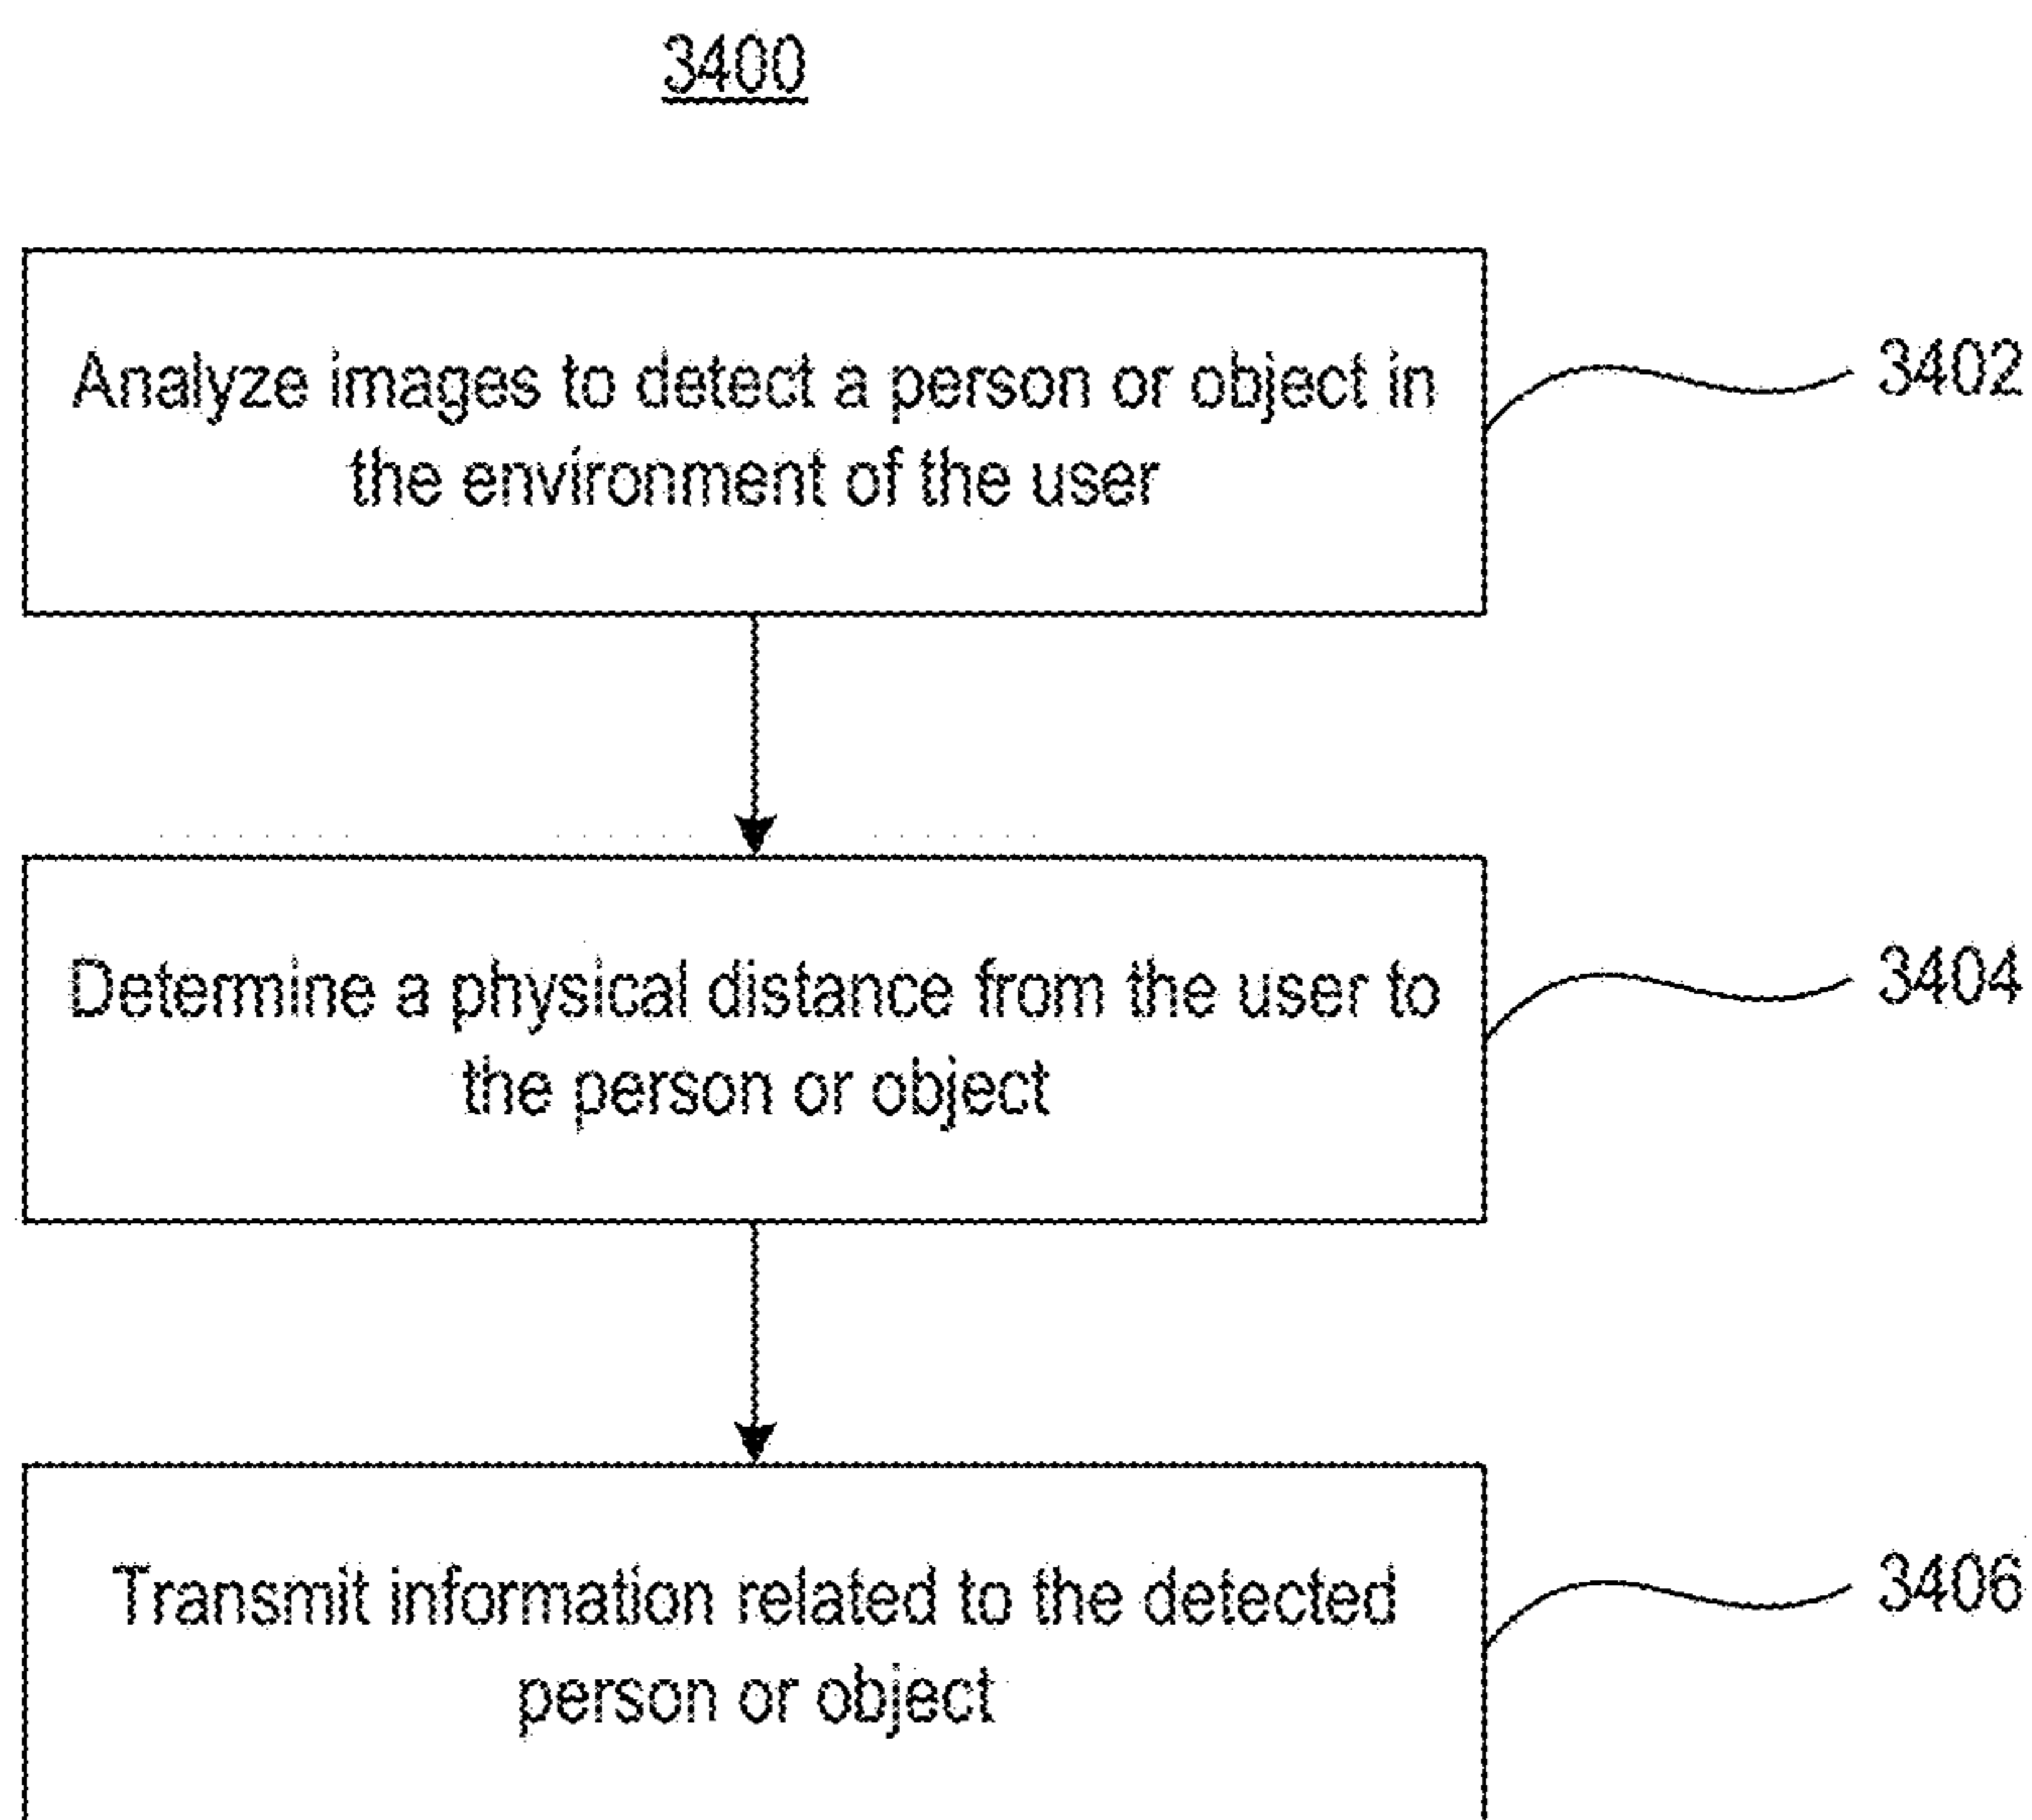 3400
Analyze images to detect a person or object in
the environment of the user
3402
Determine a physical distance from the user to
the person or object
3404
Transmit information related to the detected
person or object
3406